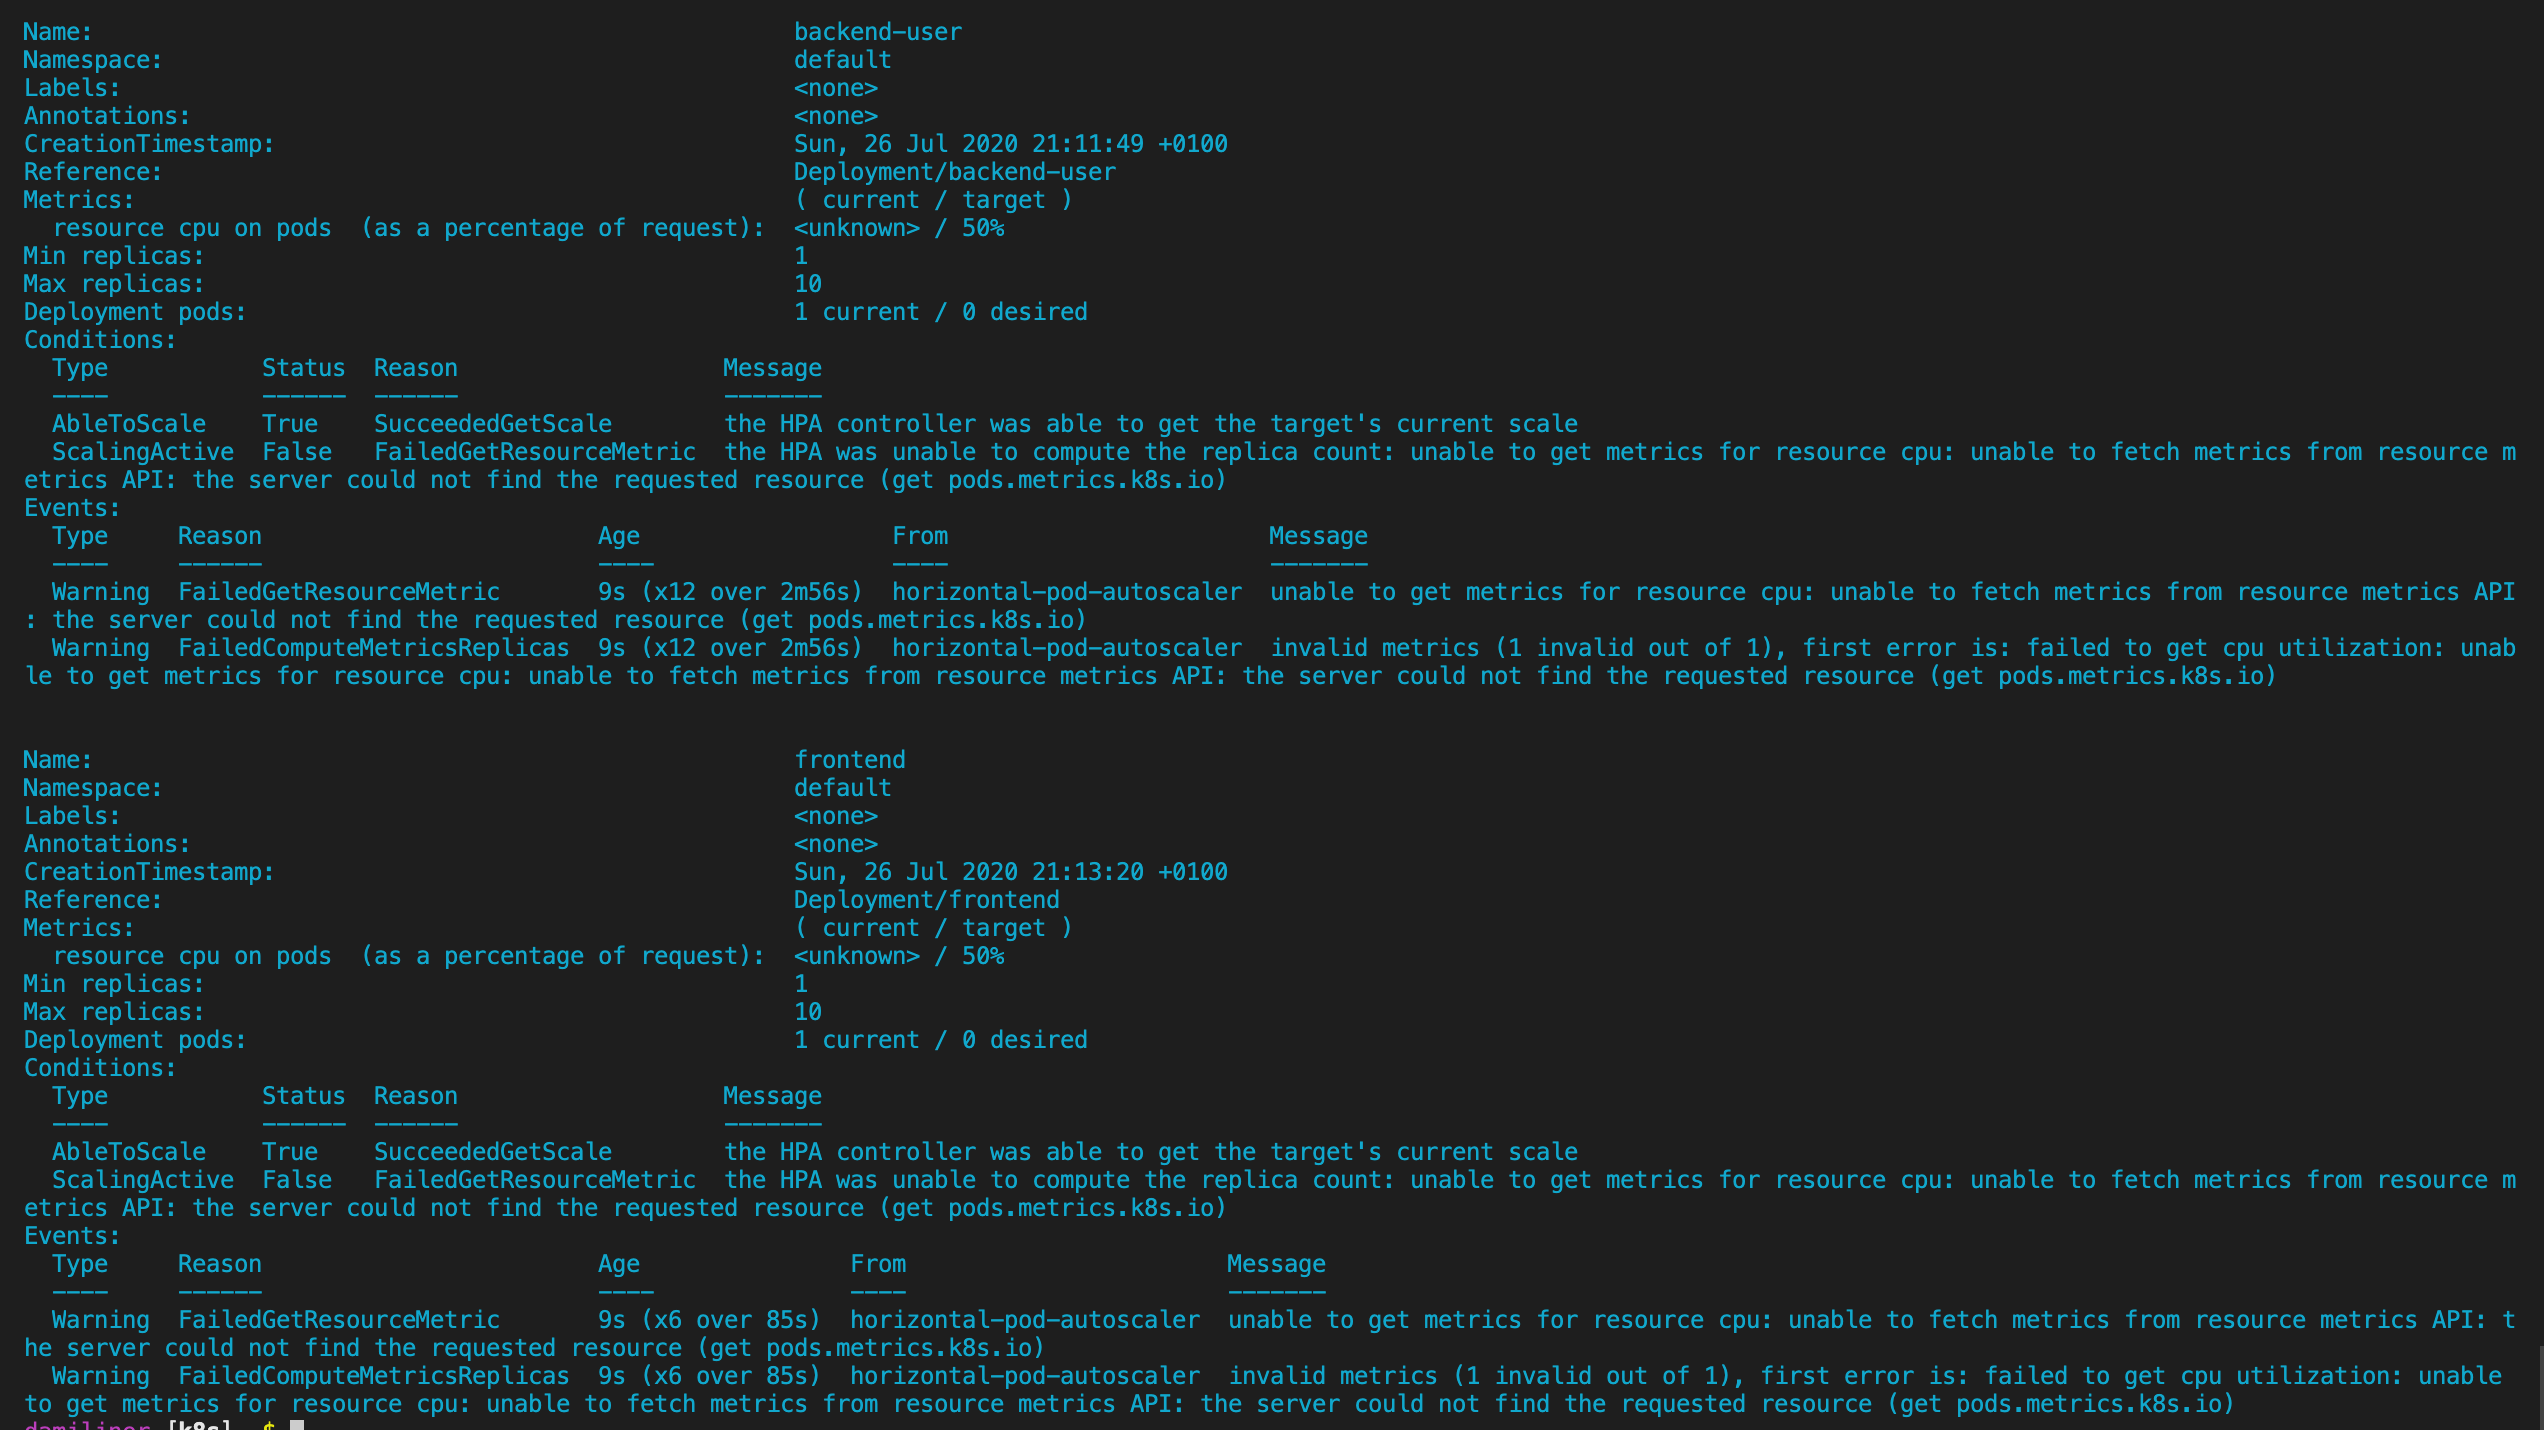 Name:                                                  backend-user
Namespace:                                             default
Labels:                                                <none>
Annotations:                                           <none>
CreationTimestamp:                                     Sun, 26 Jul 2020 21:11:49 +0100
Reference:                                             Deployment/backend-user
Metrics:                                               ( current / target )
  resource cpu on pods  (as a percentage of request):  <unknown> / 50%
Min replicas:                                          1
Max replicas:                                          10
Deployment pods:                                       1 current / 0 desired
Conditions:
  Type           Status  Reason                   Message
  ----           ------  ------                   -------
  AbleToScale    True    SucceededGetScale        the HPA controller was able to get the target's current scale
  ScalingActive  False   FailedGetResourceMetric  the HPA was unable to compute the replica count: unable to get metrics for resource cpu: unable to fetch metrics from resource m
etrics API: the server could not find the requested resource (get pods.metrics.k8s.io)
Events:
  Type     Reason                        Age                  From                       Message
  ----     ------                        ----                 ----                       -------
  Warning  FailedGetResourceMetric       9s (x12 over 2m56s)  horizontal-pod-autoscaler  unable to get metrics for resource cpu: unable to fetch metrics from resource metrics API
: the server could not find the requested resource (get pods.metrics.k8s.io)
  Warning  FailedComputeMetricsReplicas  9s (x12 over 2m56s)  horizontal-pod-autoscaler  invalid metrics (1 invalid out of 1), first error is: failed to get cpu utilization: unab
le to get metrics for resource cpu: unable to fetch metrics from resource metrics API: the server could not find the requested resource (get pods.metrics.k8s.io)
Name:                                                  frontend
Namespace:                                             default
Labels:                                                <none>
Annotations:                                           <none>
CreationTimestamp:                                     Sun, 26 Jul 2020 21:13:20 +0100
Reference:                                             Deployment/frontend
Metrics:                                               ( current / target )
  resource cpu on pods  (as a percentage of request):  <unknown> / 50%
Min replicas:                                          1
Max replicas:                                          10
Deployment pods:                                       1 current / 0 desired
Conditions:
  Type           Status  Reason                   Message
  ----           ------  ------                   -------
  AbleToScale    True    SucceededGetScale        the HPA controller was able to get the target's current scale
  ScalingActive  False   FailedGetResourceMetric  the HPA was unable to compute the replica count: unable to get metrics for resource cpu: unable to fetch metrics from resource m
etrics API: the server could not find the requested resource (get pods.metrics.k8s.io)
Events:
  Type     Reason                        Age               From                       Message
  ----     ------                        ----              ----                       -------
  Warning  FailedGetResourceMetric       9s (x6 over 85s)  horizontal-pod-autoscaler  unable to get metrics for resource cpu: unable to fetch metrics from resource metrics API: t
he server could not find the requested resource (get pods.metrics.k8s.io)
  Warning  FailedComputeMetricsReplicas  9s (x6 over 85s)  horizontal-pod-autoscaler  invalid metrics (1 invalid out of 1), first error is: failed to get cpu utilization: unable
to get metrics for resource cpu: unable to fetch metrics from resource metrics API: the server could not find the requested resource (get pods.metrics.k8s.io)
[k8s] $